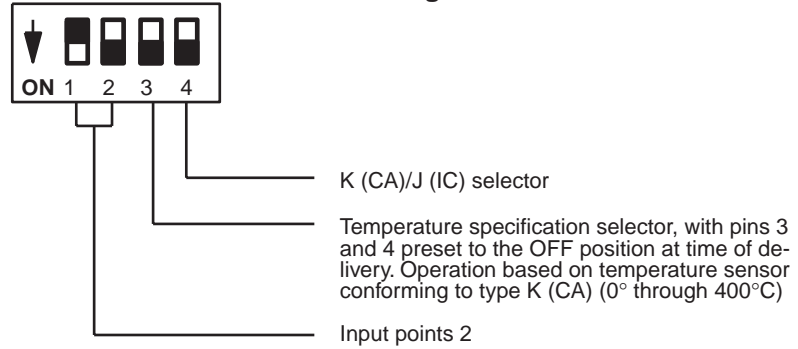 ON 1 2 3 4
K (CA)/J (IC) selector
Temperature specification selector, with pins 3
and 4 preset to the OFF position at time of de-
livery. Operation based on temperature sensor
conforming to type K (CA) (0° through 400°C)
Input points 2